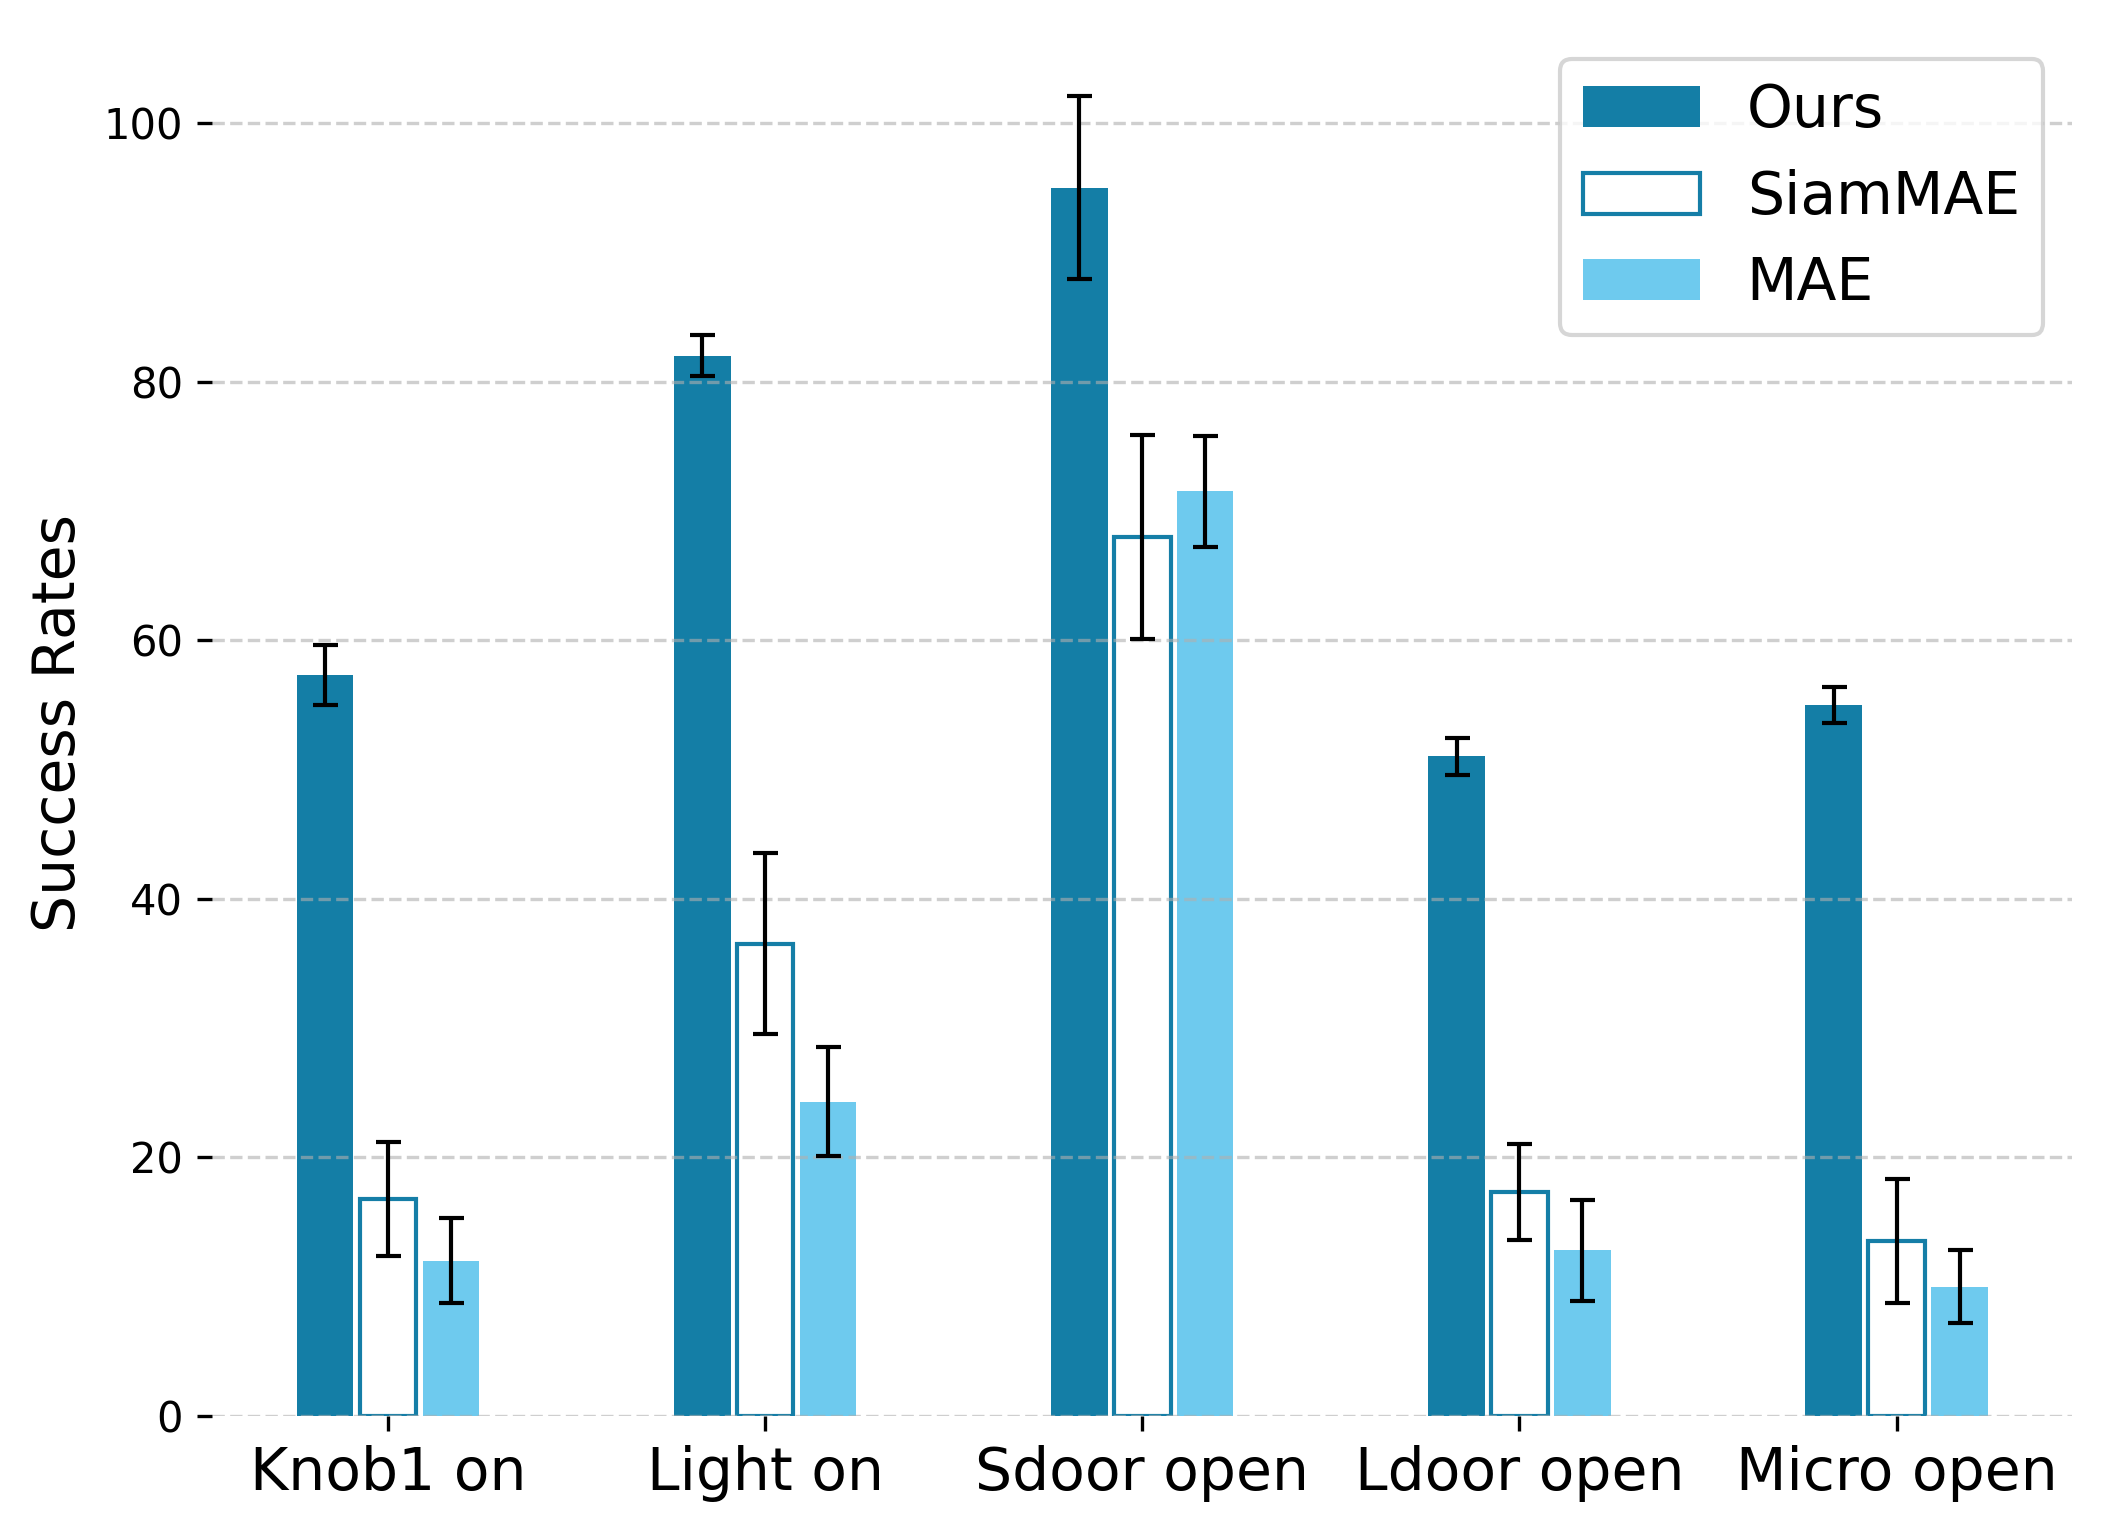 Success Rates
100
80
60
40
20
0
Ours
SiamMAE
MAE
Knob1 on
Light on
Sdoor open
Ldoor open
Micro open